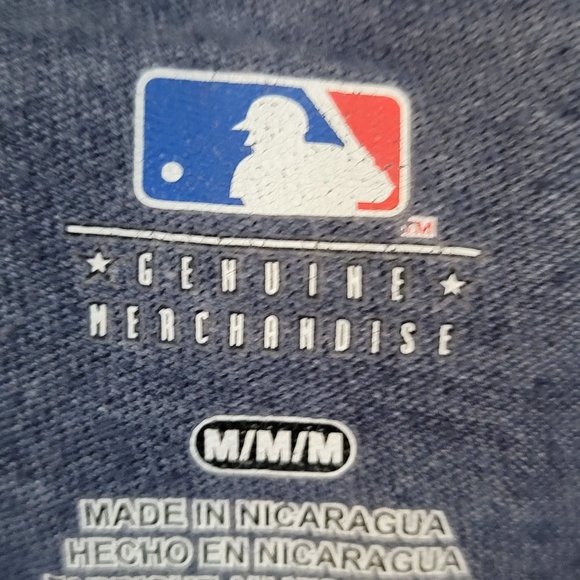 TM
★ GENUINE ★
MERCHANDISE
M/M/M
MADE IN NICARAGUA
HECHO EN NICARAGUA